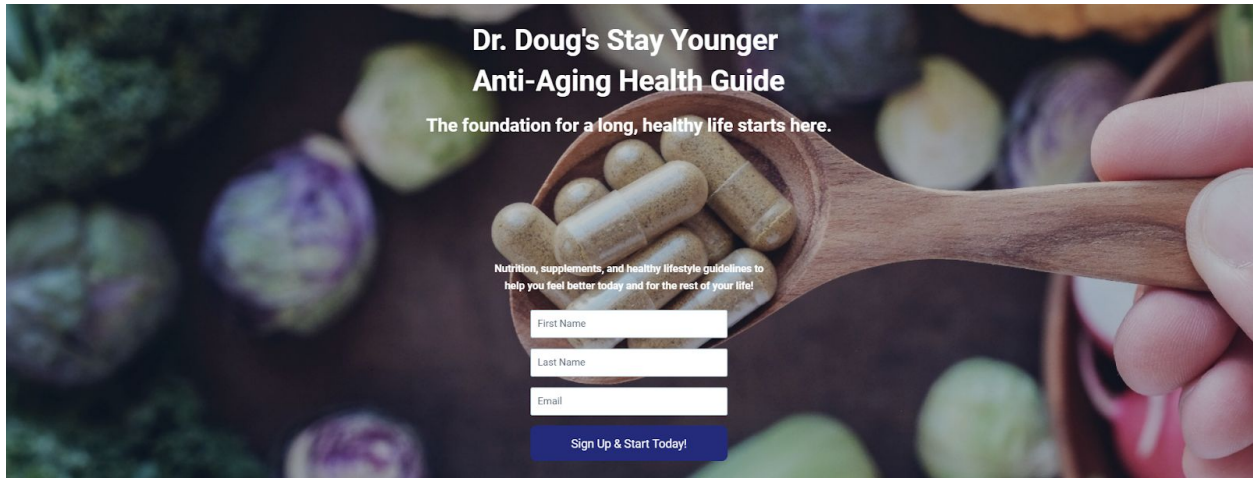 Dr. Doug's Stay Younger
Anti-Aging Health Guide
The foundation for a long, healthy life starts here.
Nutrition, supplements, and healthy lifestyle guidelines to
help you feel better today and for the rest of your life!
First Name
Last Name
Email
Sign Up & Start Today!